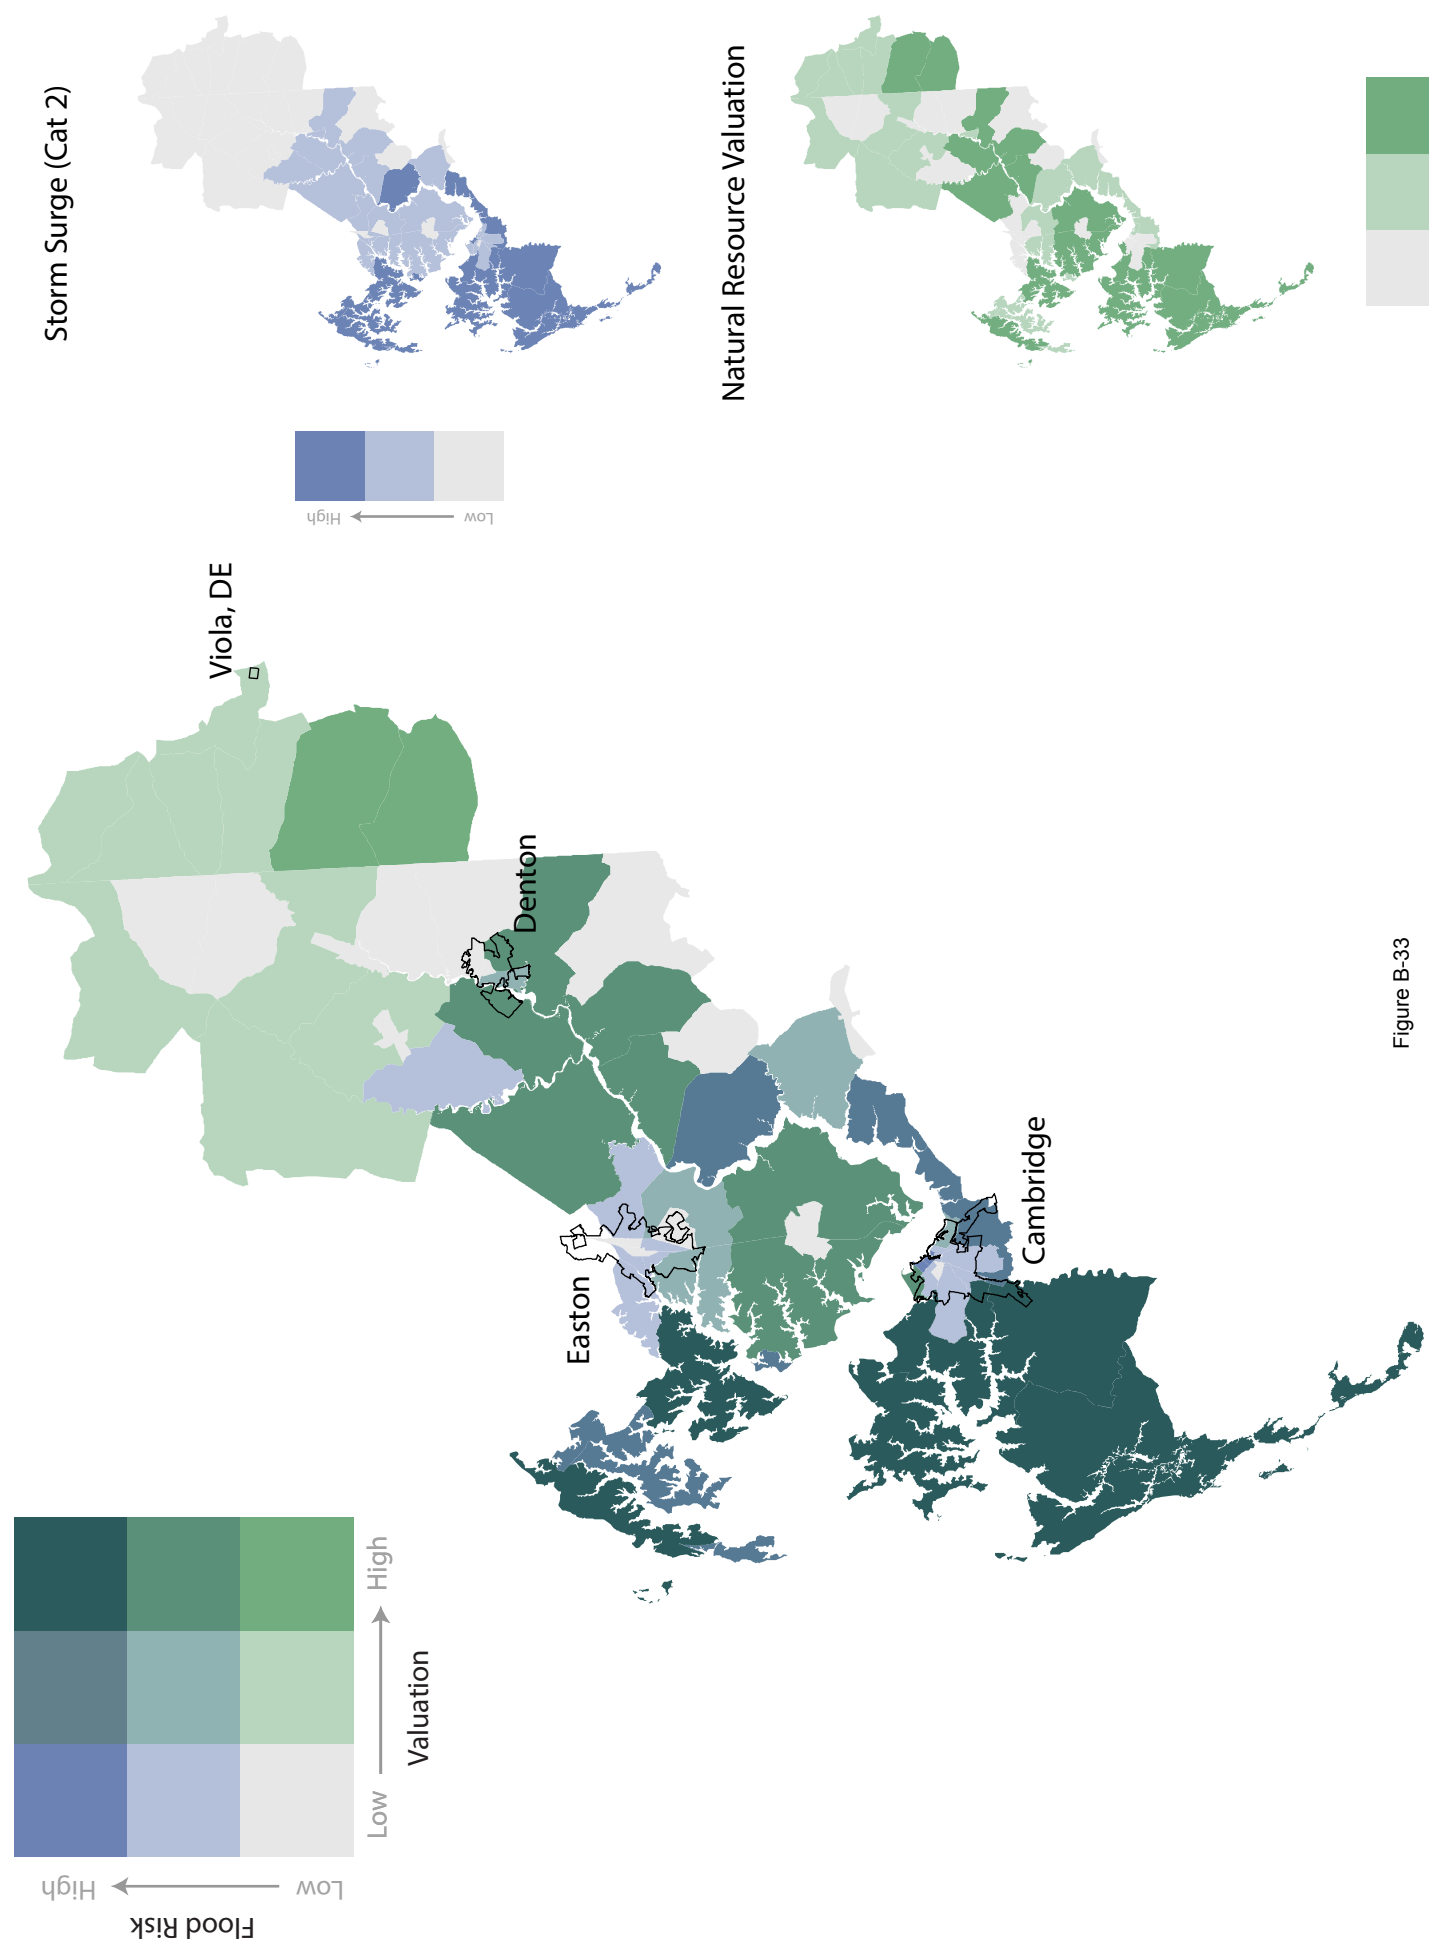 Storm Surge (Cat 2)
High
Low
Natural Resource Valuation
Viola, DE
Denton
Easton
Cambridge
High
Low
Flood Risk
Low
High
Valuation
Figure B-33